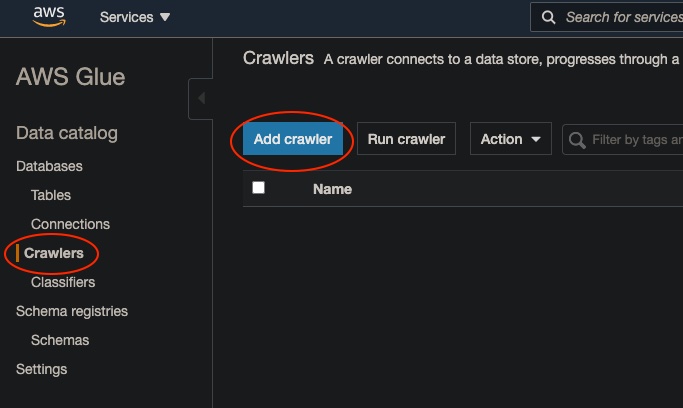 aws
Services
Search for services
AWS Glue
Data catalog
Databases
Tables
Connections
Crawlers
Classifiers
Schema registries
Schemas
Settings
Crawlers A crawler connects to a data store, progresses through a
Add crawler
Run crawler
Action
Filter by tags
Name